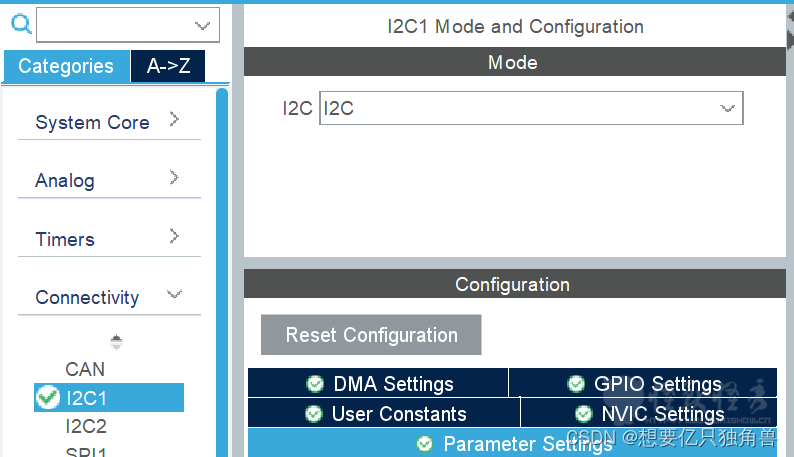 I2C1 Mode and Configuration
Mode
Categories
A->Z
I2C
I2C
System Core
Analog
Timers
Connectivity
CAN
I2C1
I2C2
SPI1
Configuration
Reset Configuration
DMA Settings
GPIO Settings
User Constants
NVIC Settings
Parameter Settings
CSDN @想要亿只独角兽